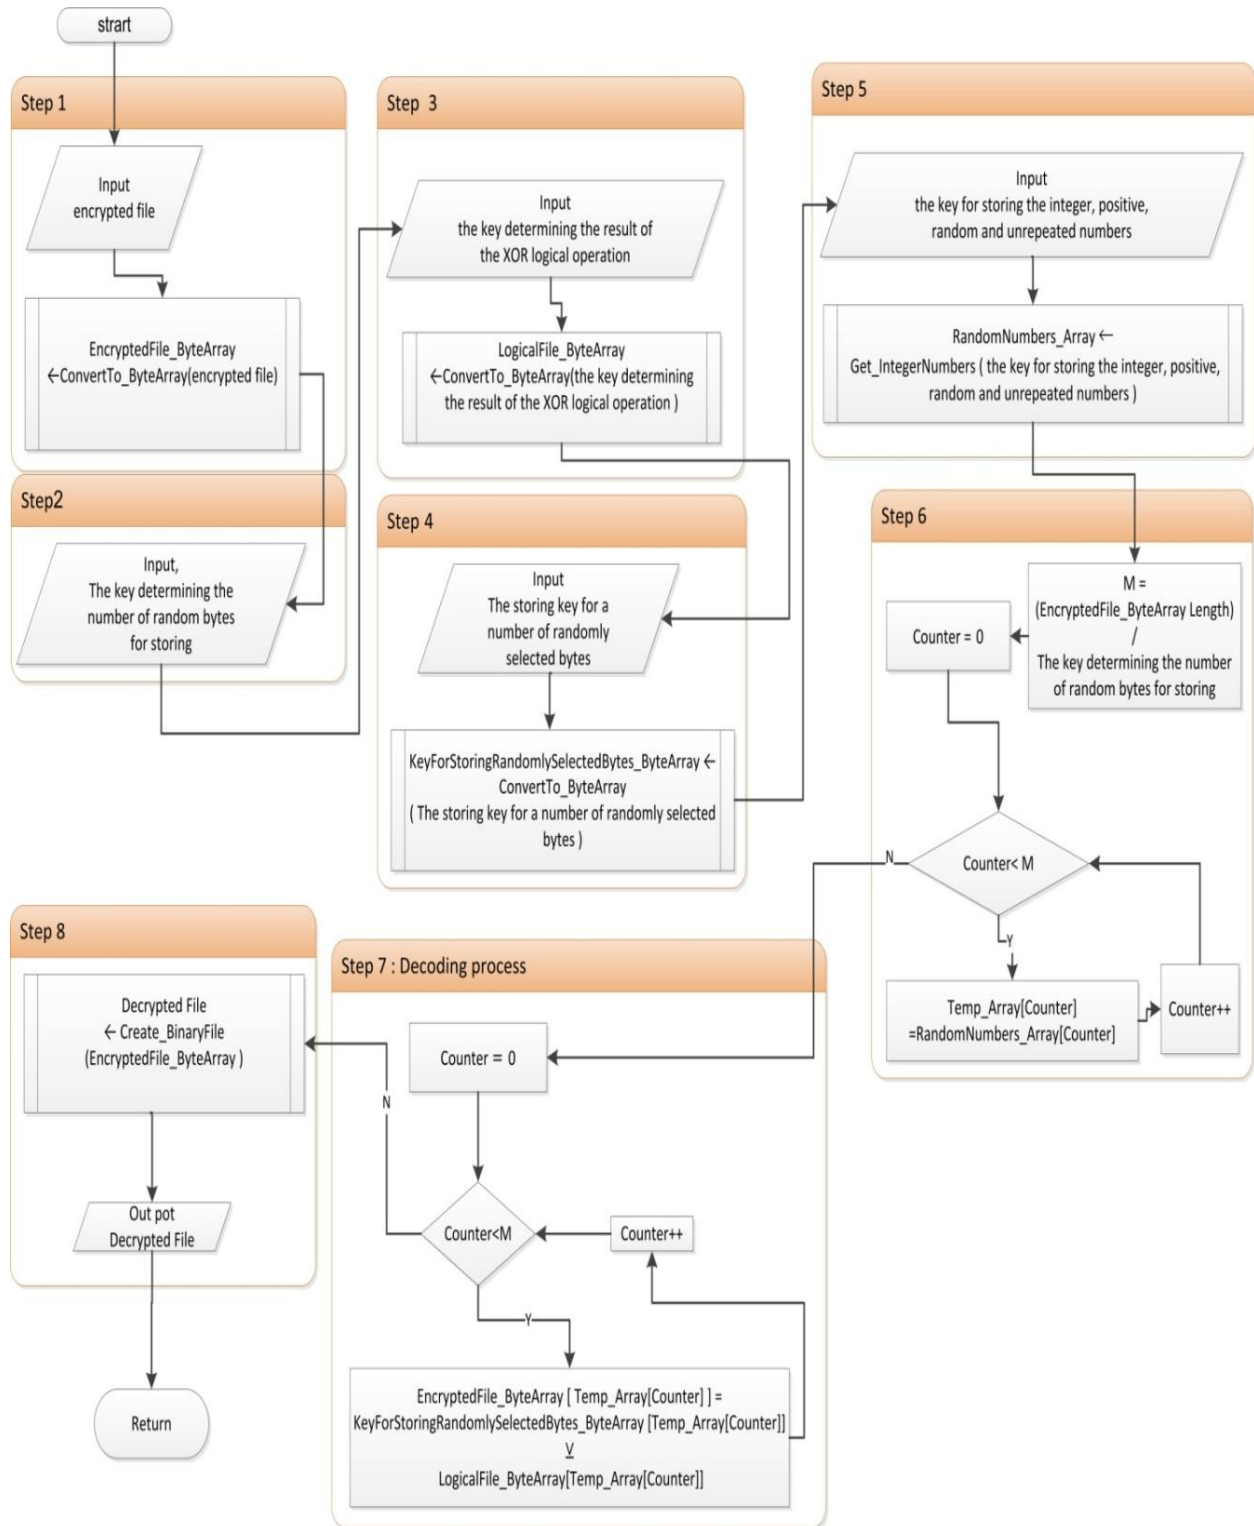 strart
Step 1
Input
encrypted file
EncryptedFile_ByteArray
←ConvertTo_ByteArray(encrypted file)
Step2
Input,
The key determining the
number of random bytes
for storing
Step 3
Input
the key determining the result of
the XOR logical operation
LogicalFile_ByteArray
←ConvertTo_ByteArray(the key determining
the result of the XOR logical operation )
Step 4
Input
The storing key for a
number of randomly
selected bytes
KeyForStoringRandomlySelectedBytes_ByteArray ←
ConvertTo_ByteArray
( The storing key for a number of randomly selected
bytes )
Step 5
Input
the key for storing the integer, positive,
random and unrepeated numbers
RandomNumbers_Array ←
Get_IntegerNumbers ( the key for storing the integer, positive,
random and unrepeated numbers )
Step 6
M =
(EncryptedFile_ByteArray Length)
/
The key determining the number
of random bytes for storing
Counter = 0
Counter< M
N
Y
Temp_Array[Counter]
=RandomNumbers_Array[Counter]
Counter++
Step 7 : Decoding process
Counter = 0
Counter<M
N
Y
Counter++
EncryptedFile_ByteArray [ Temp_Array[Counter] ] =
KeyForStoringRandomlySelectedBytes_ByteArray [Temp_Array[Counter]]
⊻
LogicalFile_ByteArray[Temp_Array[Counter]]
Step 8
Decrypted File
← Create_BinaryFile
(EncryptedFile_ByteArray )
Out pot
Decrypted File
Return